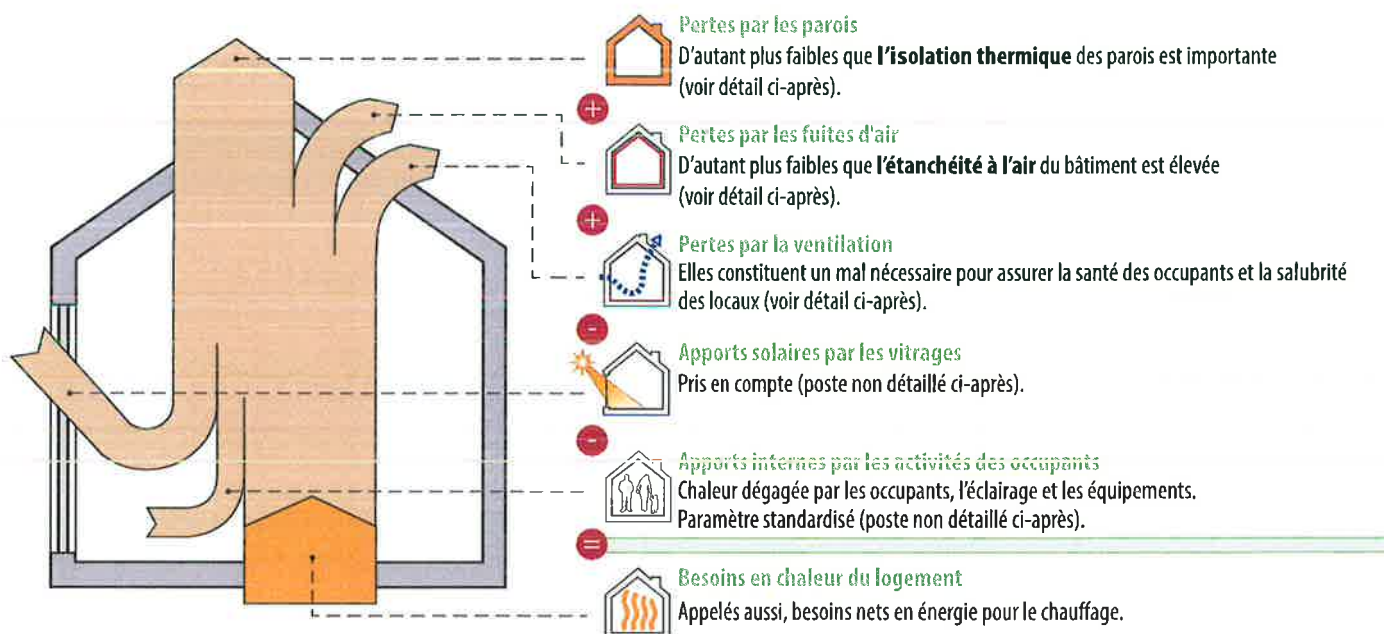 Pertes par les parois
D'autant plus faibles que l'isolation thermique des parois est importante
(voir détail ci-après).
+
Pertes par les fuites d'air
D'autant plus faibles que l'étanchéité à l'air du bâtiment est élevée
(voir détail ci-après).
+
Pertes par la ventilation
Elles constituent un mal nécessaire pour assurer la santé des occupants et la salubrité
des locaux (voir détail ci-après).
-
Apports solaires par les vitrages
Pris en compte (poste non détaillé ci-après).
-
Apports internes par les activités des occupants
Chaleur dégagée par les occupants, l'éclairage et les équipements.
Paramètre standardisé (poste non détaillé ci-après).
=
Besoins en chaleur du logement
Appelés aussi, besoins nets en énergie pour le chauffage.